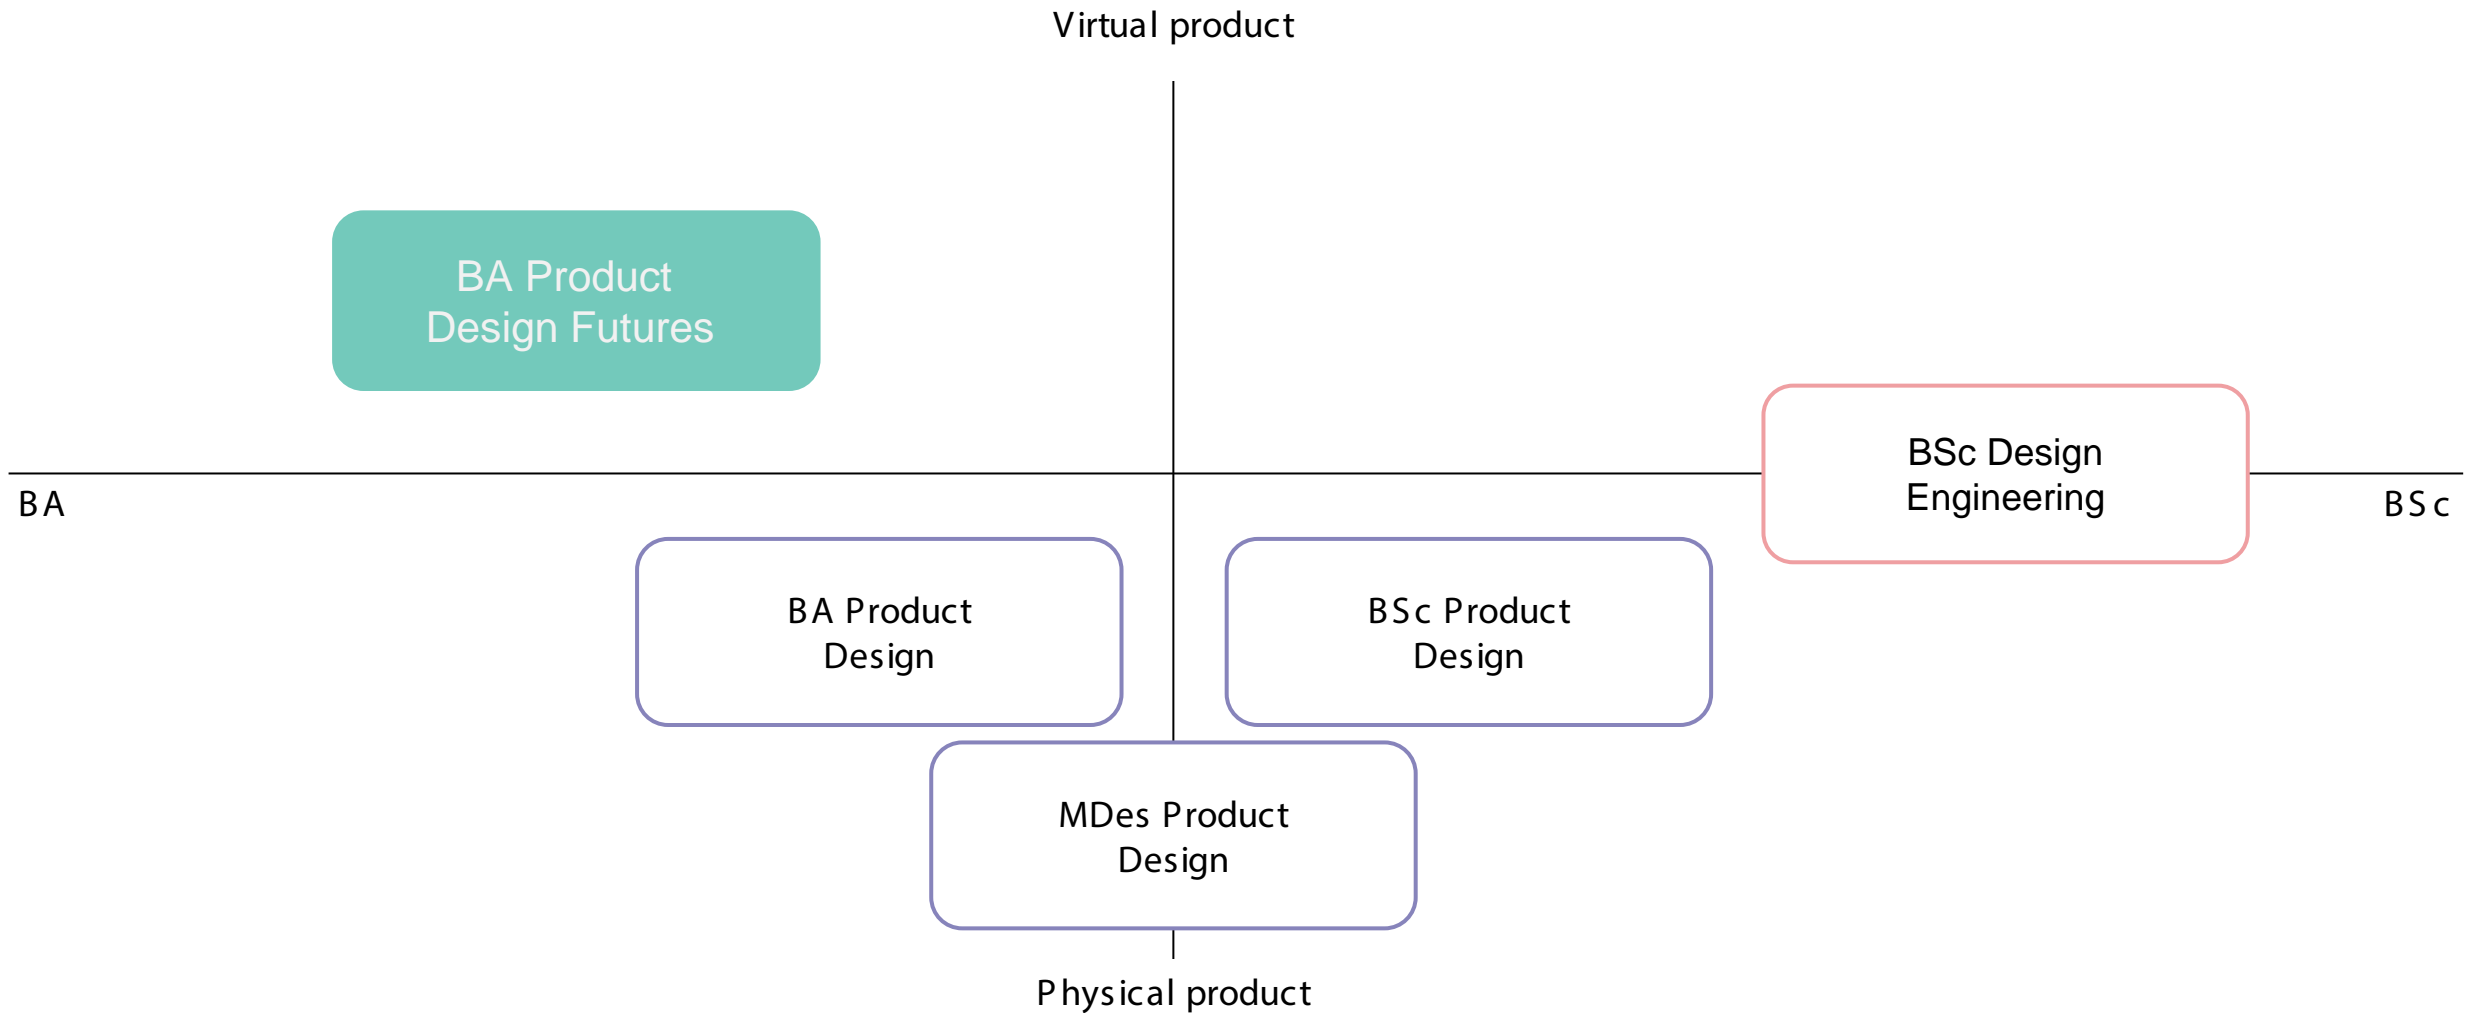 Virtual product
BA Product
Design Futures
BSc Design
Engineering
BA
BSc
BA Product
Design
BSc Product
Design
MDes Product
Design
Physical product